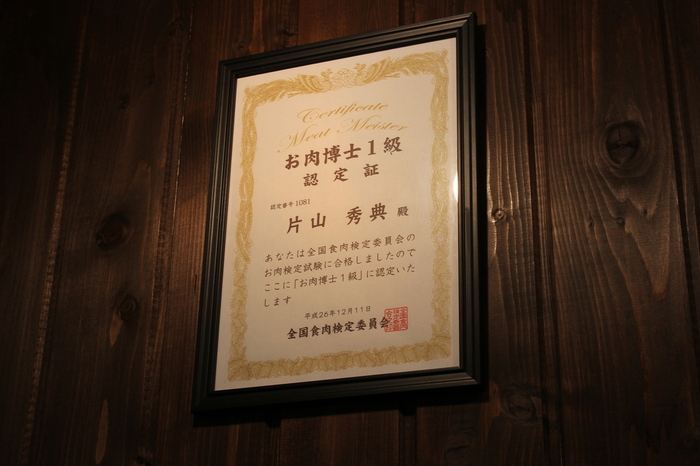 Certificate
Meat Meister
お肉博士1級
認定証
認定番号1081
片山 秀典 殿
あなたは全国食肉検定委員会の
お肉検定試験に合格しましたので
ここに「お肉博士1級」に認定いた
します
平成26年12月11日
全国食肉検定委員会